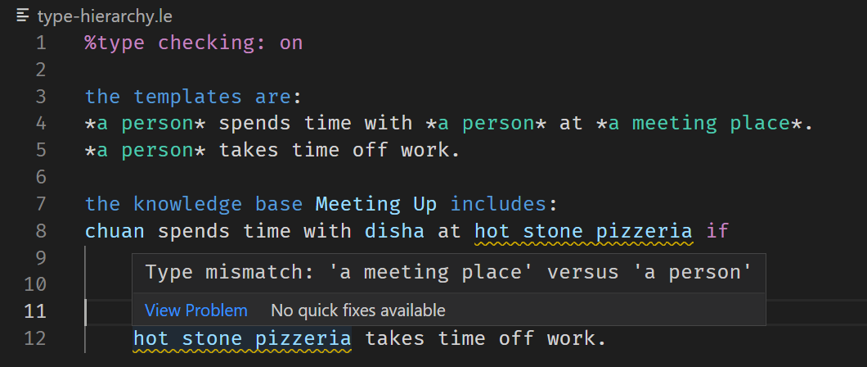 type-hierarchy.le
1 %type checking: on
2
3 the templates are:
4 *a person* spends time with *a person* at *a meeting place*.
5 *a person* takes time off work.
6
7 the knowledge base Meeting Up includes:
8 chuan spends time with disha at hot stone pizzeria if
9
Type mismatch: 'a meeting place' versus 'a person'
10
11
View Problem No quick fixes available
12 hot stone pizzeria takes time off work.